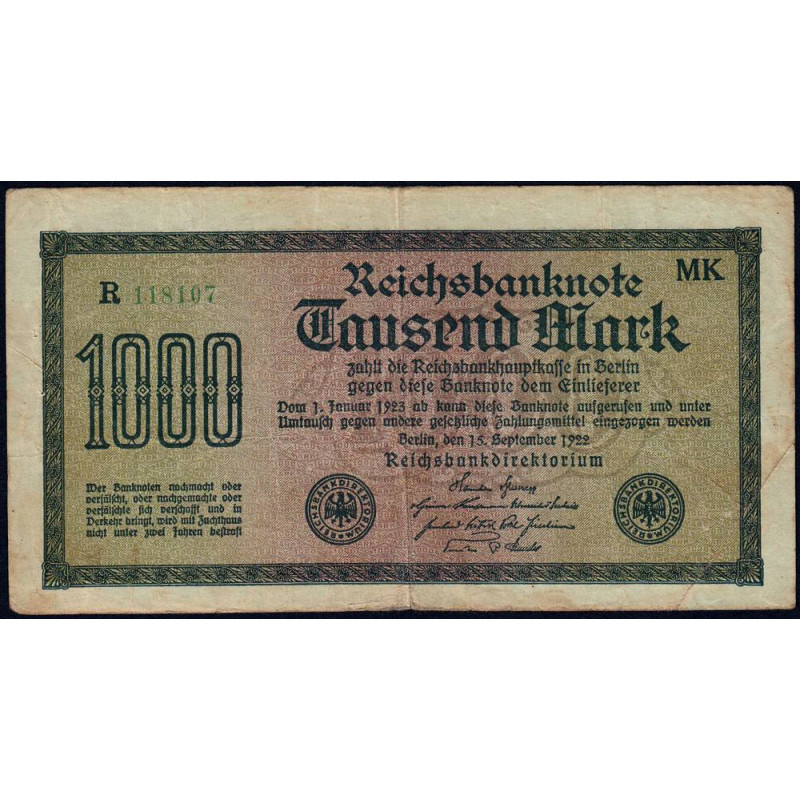 Reichsbanknote
MK
R 118107
Tausend Mark
1000
zahlt die Reichsbankhauptkasse in Berlin
gegen diese Banknote dem Einlieferer
Vom 1. Januar 1923 ab kann diese Banknote aufgerufen und unter
Umtausch gegen andere gesetzliche Zahlungsmittel eingezogen werden
Berlin, den 15. September 1922
Reichsbankdirektorium
Wer Banknoten nachmacht oder
verfälscht, oder nachgemachte oder
verfälschte sich verschafft und in
Verkehr bringt, wird mit Zuchthaus
nicht unter zwei Jahren bestraft
REICHSBANKDIREKTORIUM
REICHSBANKDIREKTORIUM